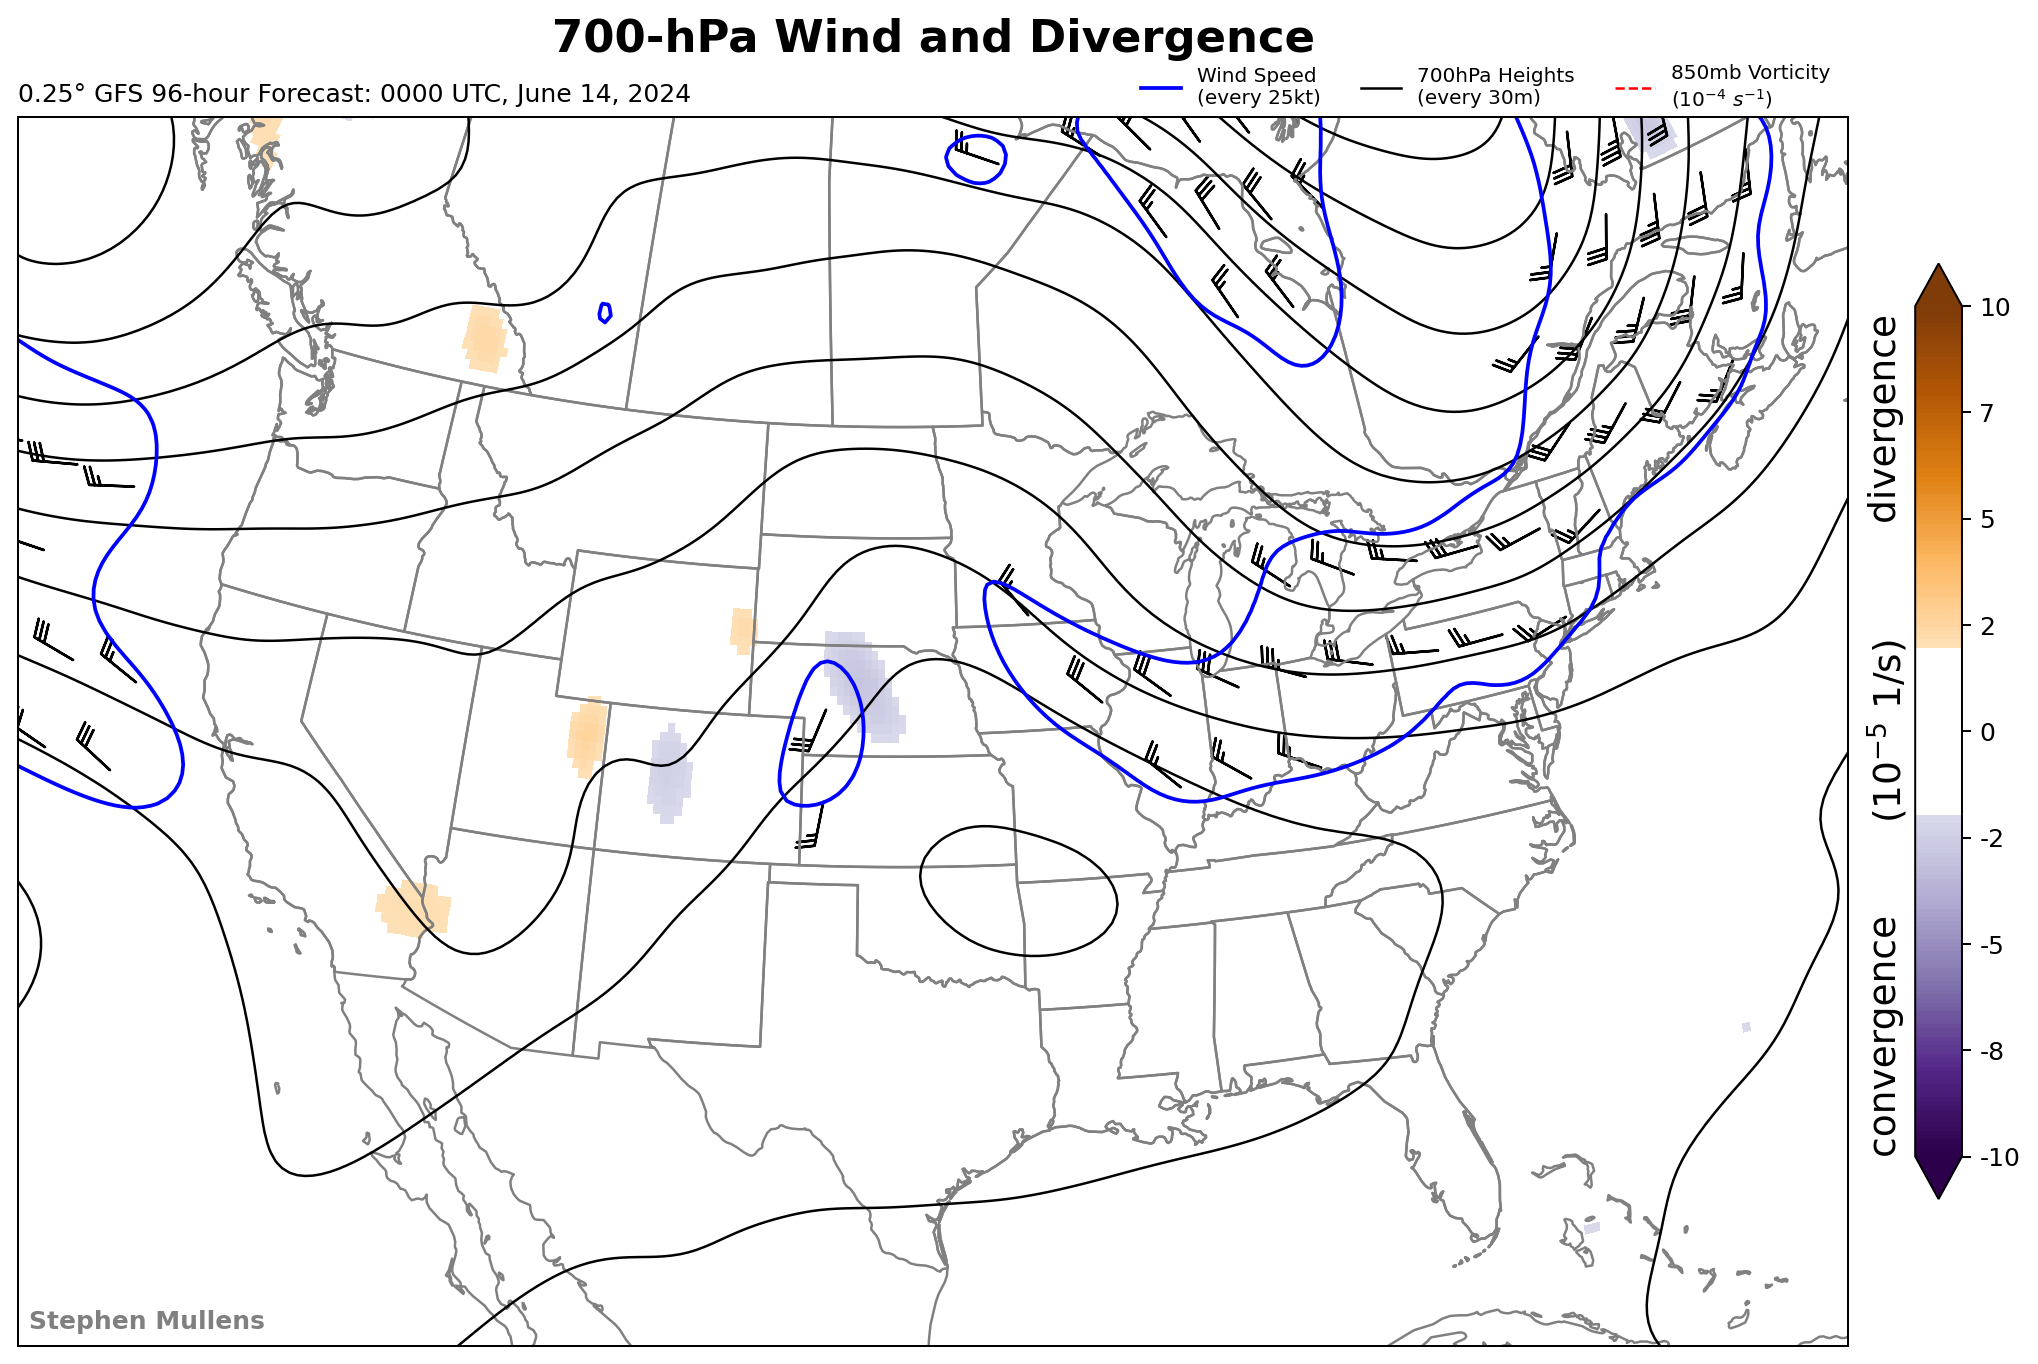 700-hPa Wind and Divergence
0.25° GFS 96-hour Forecast: 0000 UTC, June 14, 2024
Wind Speed
(every 25kt)
700hPa Heights
(every 30m)
850mb Vorticity
(10⁻⁴ s⁻¹)
10
7
5
2
0
-2
-5
-8
-10
convergence (10⁻⁵ 1/s) divergence
Stephen Mullens